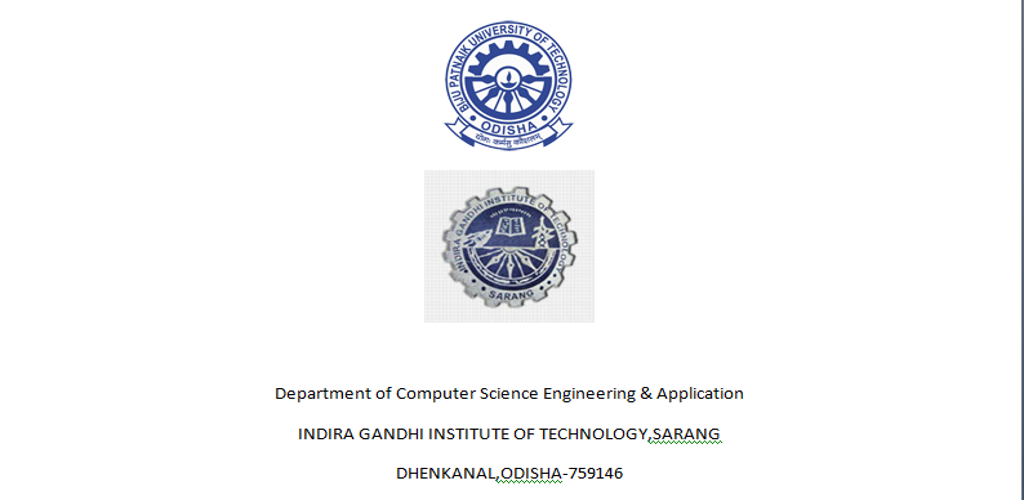 BIJU PATNAIK UNIVERSITY OF TECHNOLOGY
ODISHA
योगः कर्मसु कौशलम्
INDIRA GANDHI INSTITUTE OF TECHNOLOGY
SARANG
Department of Computer Science Engineering & Application
INDIRA GANDHI INSTITUTE OF TECHNOLOGY,SARANG
DHENKANAL,ODISHA-759146